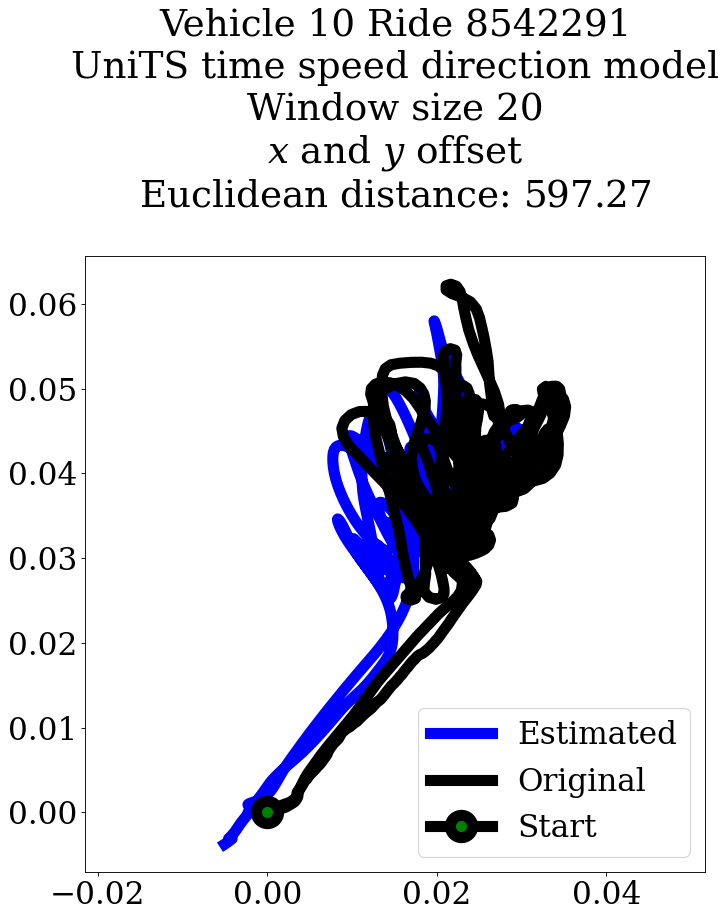 Vehicle 10 Ride 8542291
UniTS time speed direction model
Window size 20
x and y offset
Euclidean distance: 597.27
0.06
0.05
0.04
0.03
0.02
0.01
0.00
Estimated
Original
Start
−0.02 0.00 0.02 0.04